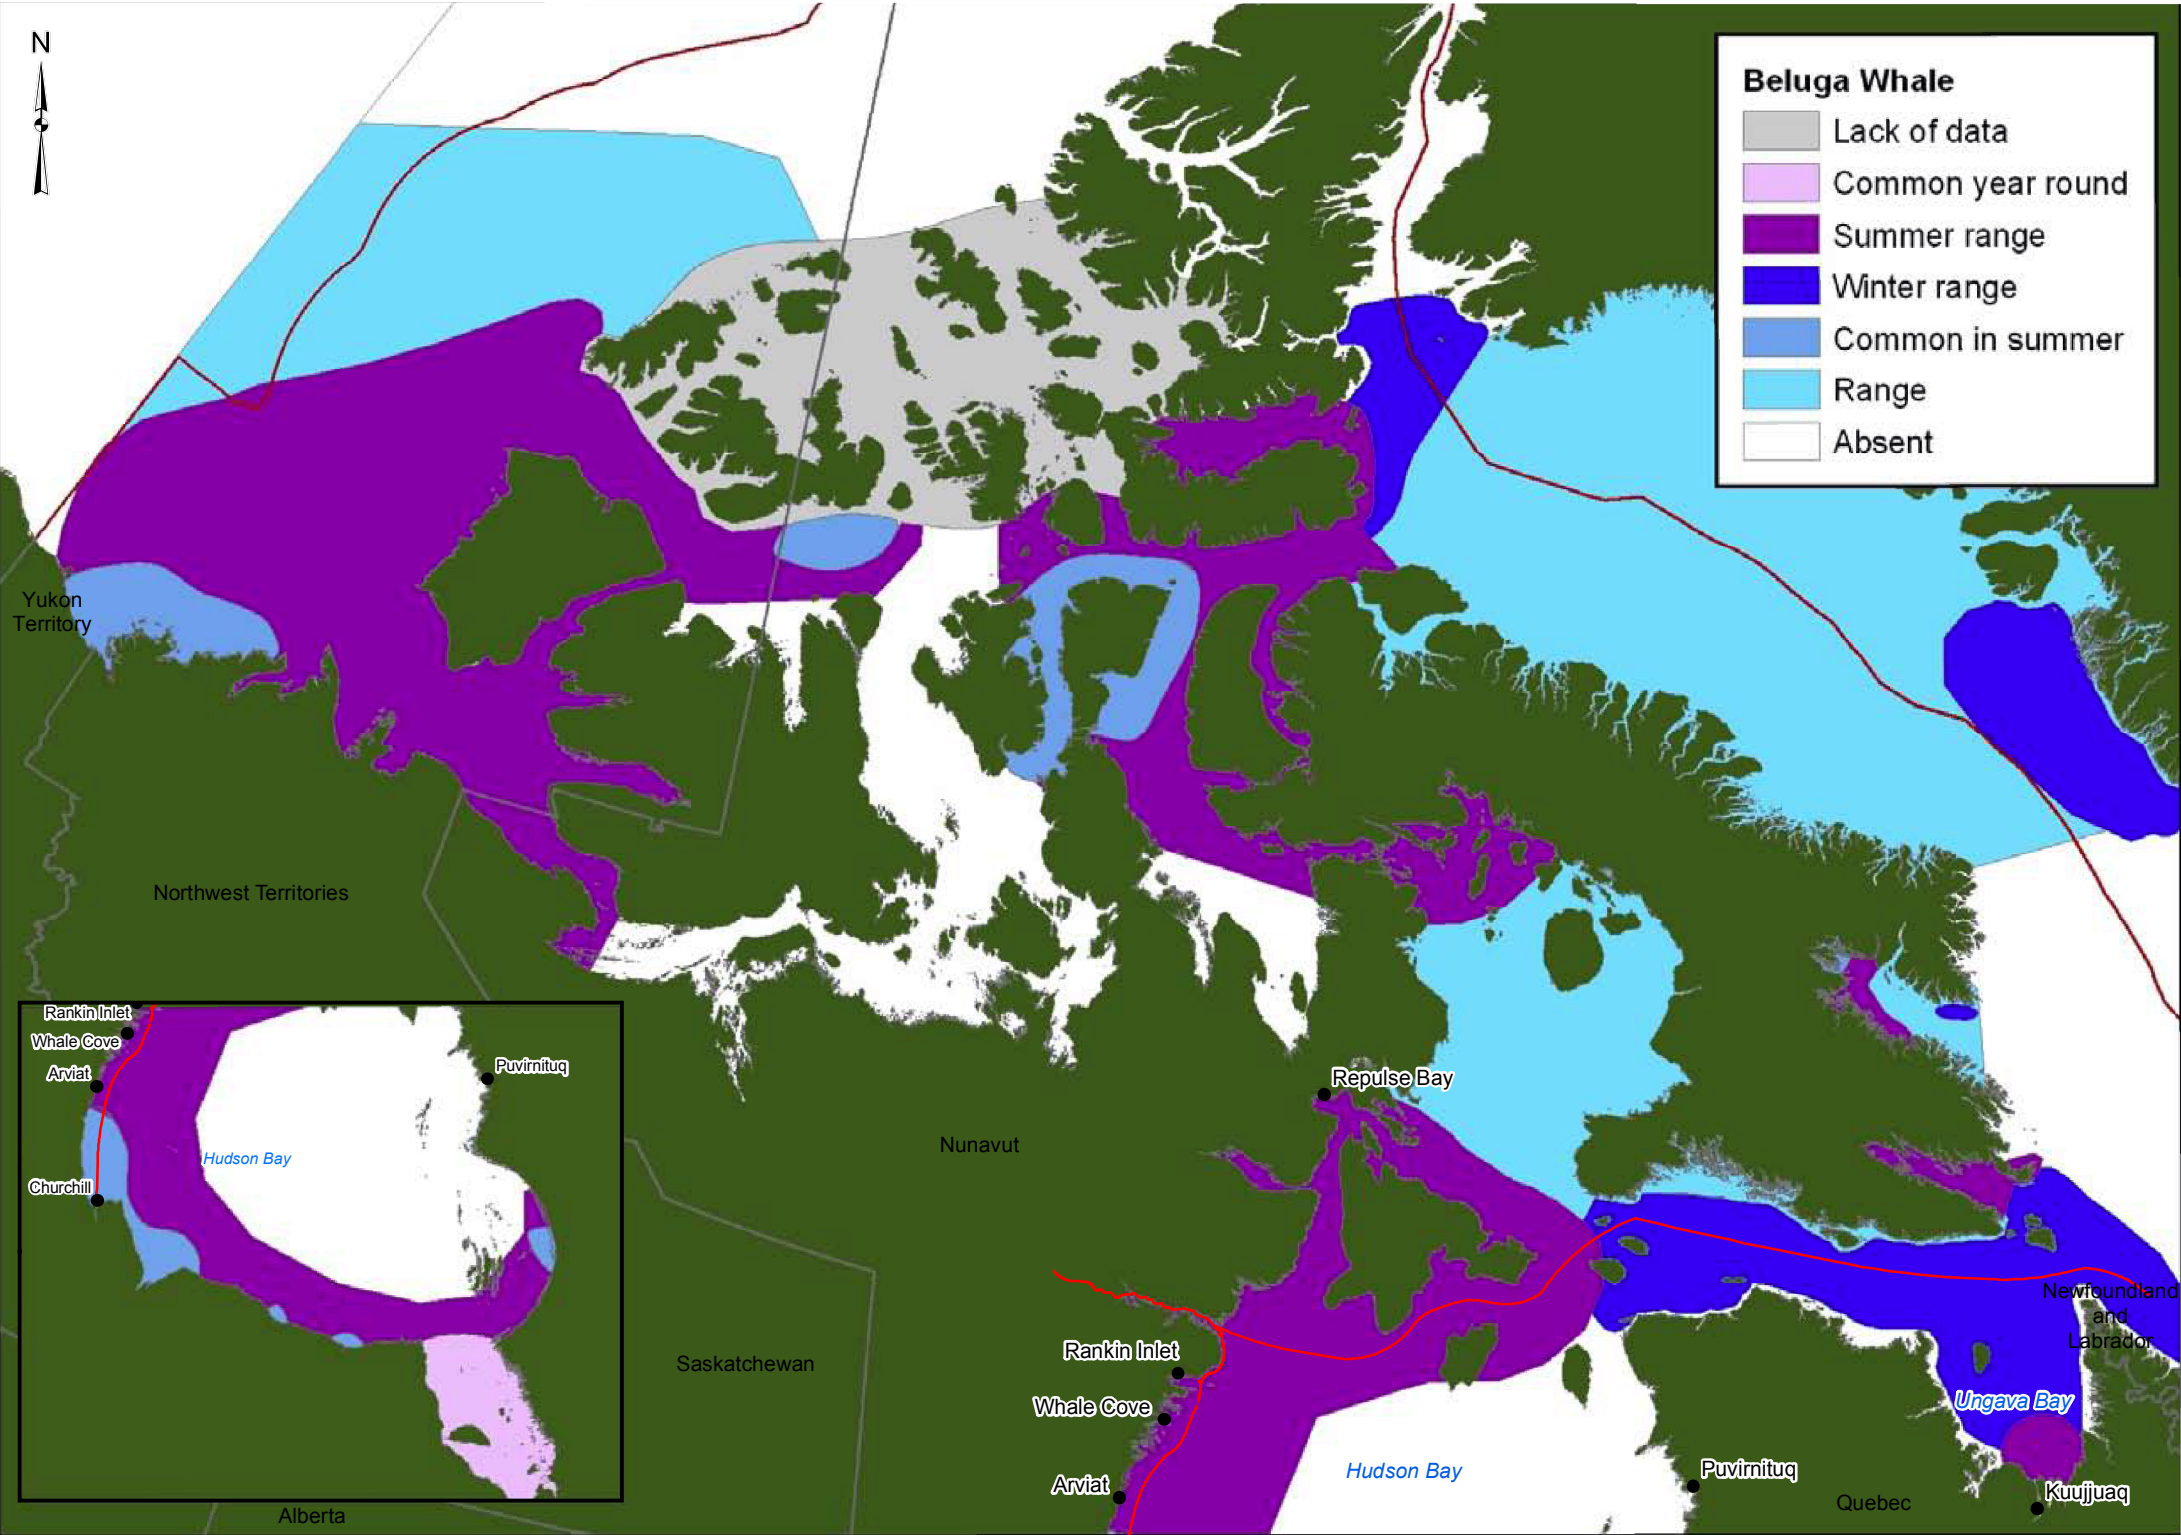 N
Beluga Whale
Lack of data
Common year round
Summer range
Winter range
Common in summer
Range
Absent
Yukon
Territory
Northwest Territories
Rankin Inlet
Whale Cove
Arviat
Churchill
Hudson Bay
Puvirnituq
Alberta
Saskatchewan
Nunavut
Repulse Bay
Rankin Inlet
Whale Cove
Arviat
Hudson Bay
Puvirnituq
Quebec
Newfoundland
and
Labrador
Ungava Bay
Kuujjuaq